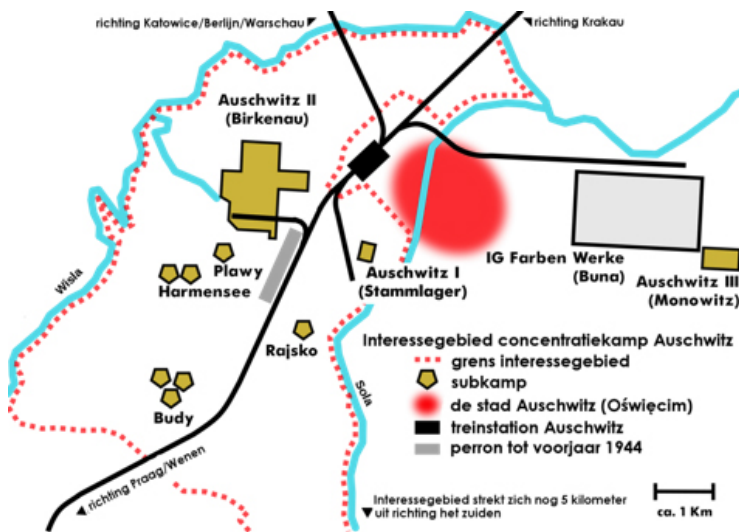 richting Katowice/Berlijn/Warschau
richting Krakau
Auschwitz II
(Birkenau)
IG Farben Werke
(Buna)
Auschwitz III
(Monowitz)
Auschwitz I
(Stammlager)
Plawy
Harmensee
Wisla
Rajsko
Budy
Sola
richting Praag/Wenen
Interessegebied concentratiekamp Auschwitz
grens interessegebied
subkamp
de stad Auschwitz (Oświęcim)
treinstation Auschwitz
perron tot voorjaar 1944
Interessegebied strekt zich nog 5 kilometer
uit richting het zuiden
ca. 1 Km